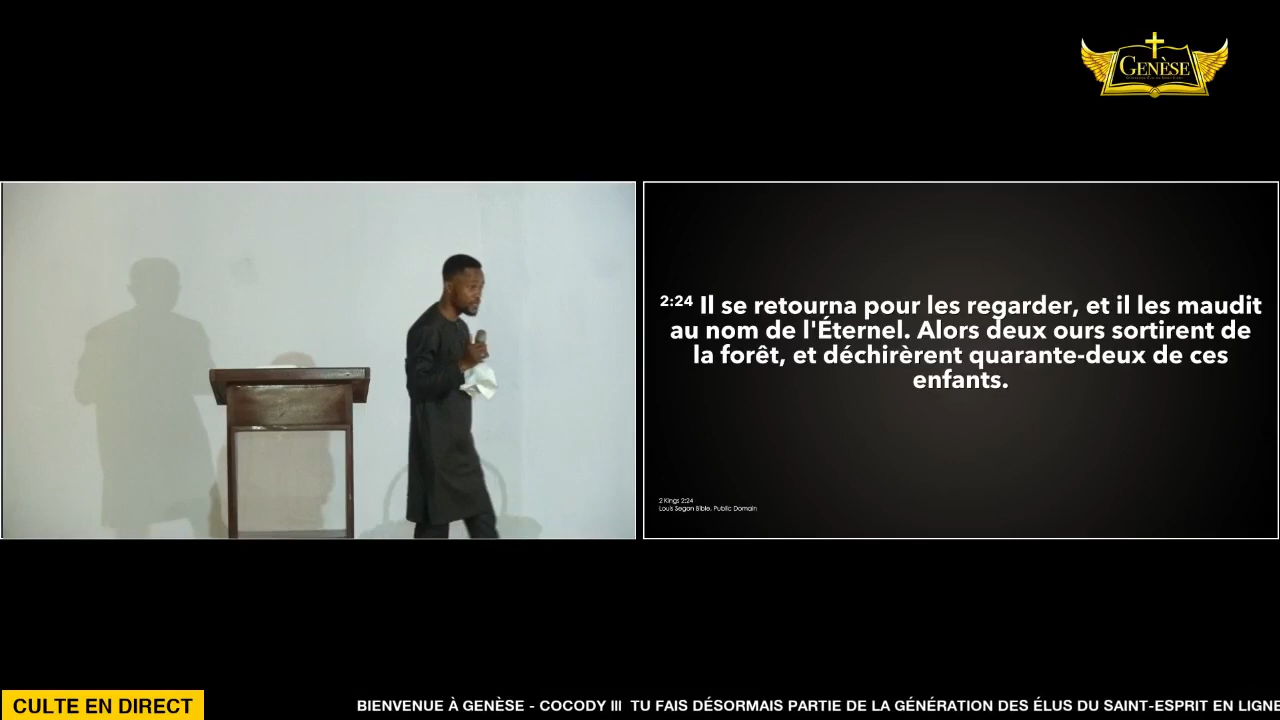 GENÈSE
2:24 Il se retourna pour les regarder, et il les maudit
au nom de l'Éternel. Alors deux ours sortirent de
la forêt, et déchirèrent quarante-deux de ces
enfants.
2 Kings 2:24
Louis Segon Bible, Public Domain
CULTE EN DIRECT
BIENVENUE À GENÈSE - COCODY III TU FAIS DÉSORMAIS PARTIE DE LA GÉNÉRATION DES ÉLUS DU SAINT-ESPRIT EN LIGNE